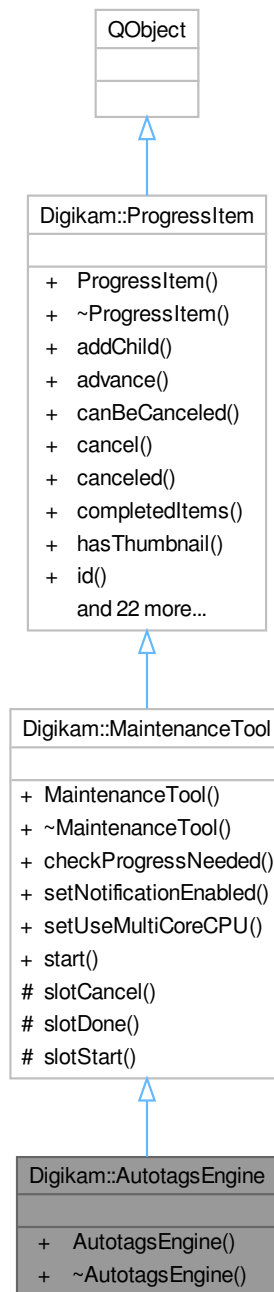 QObject
Digikam::ProgressItem
+ ProgressItem()
+ ~ProgressItem()
+ addChild()
+ advance()
+ canBeCanceled()
+ cancel()
+ canceled()
+ completedItems()
+ hasThumbnail()
+ id()
and 22 more...
Digikam::MaintenanceTool
+ MaintenanceTool()
+ ~MaintenanceTool()
+ checkProgressNeeded()
+ setNotificationEnabled()
+ setUseMultiCoreCPU()
+ start()
# slotCancel()
# slotDone()
# slotStart()
Digikam::AutotagsEngine
+ AutotagsEngine()
+ ~AutotagsEngine()